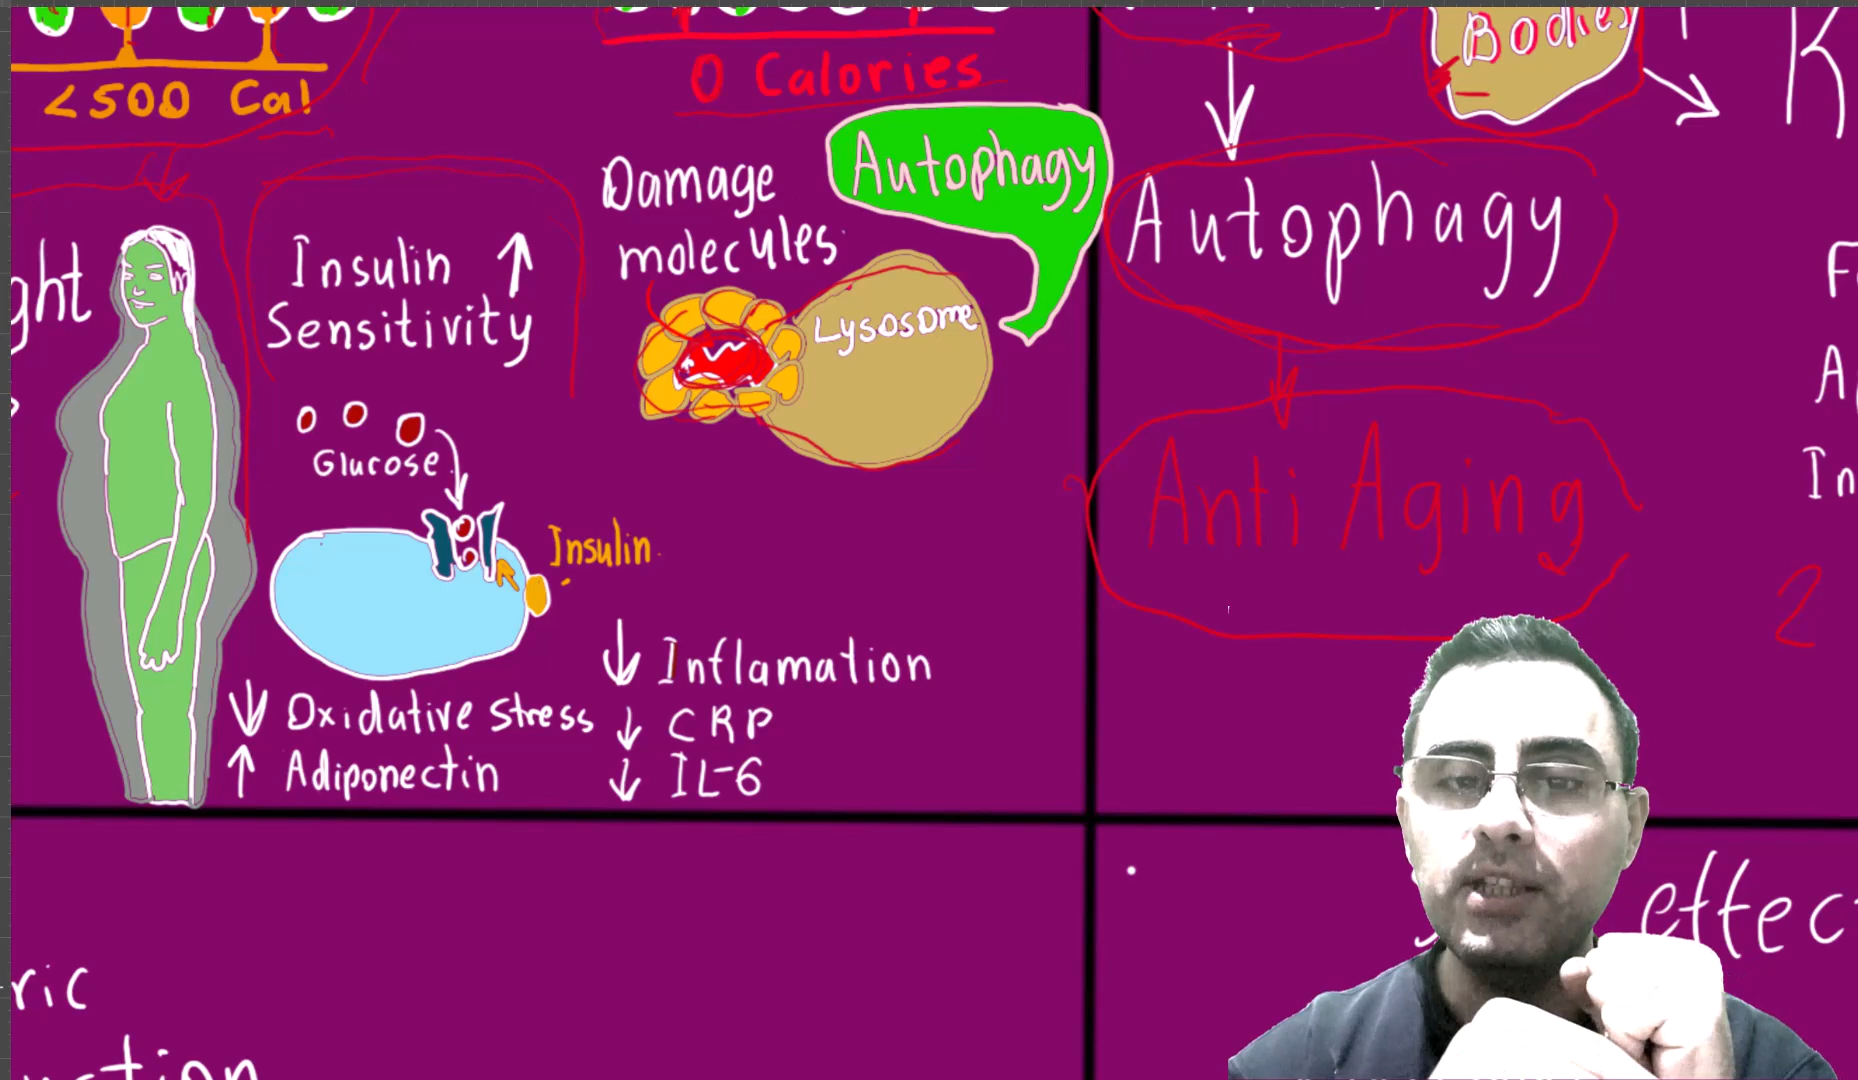 <500 Cal
0 Calories
Bodies
K
Autophagy
Damage
molecules
Lysosome
Autophagy
Anti Aging
ght
Insulin ↑
Sensitivity
Glucose
Insulin
↓ Oxidative stress
↑ Adiponectin
↓ Inflamation
↓ CRP
↓ IL-6
F
A
In
2
effec
ric
ction